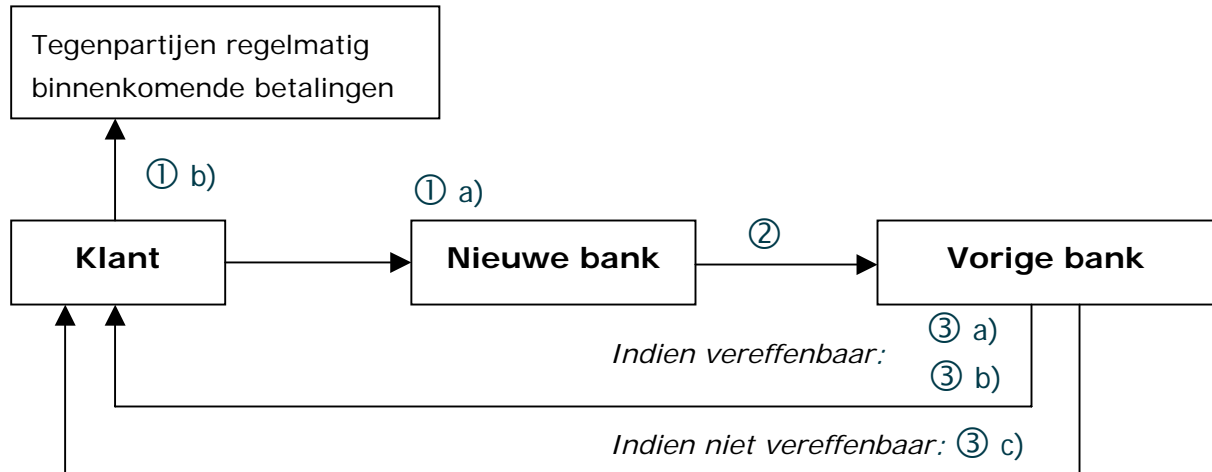 Tegenpartijen regelmatig
binnenkomende betalingen
① b)
① a)
Klant
Nieuwe bank
②
Vorige bank
③ a)
Indien vereffenbaar:
③ b)
Indien niet vereffenbaar: ③ c)